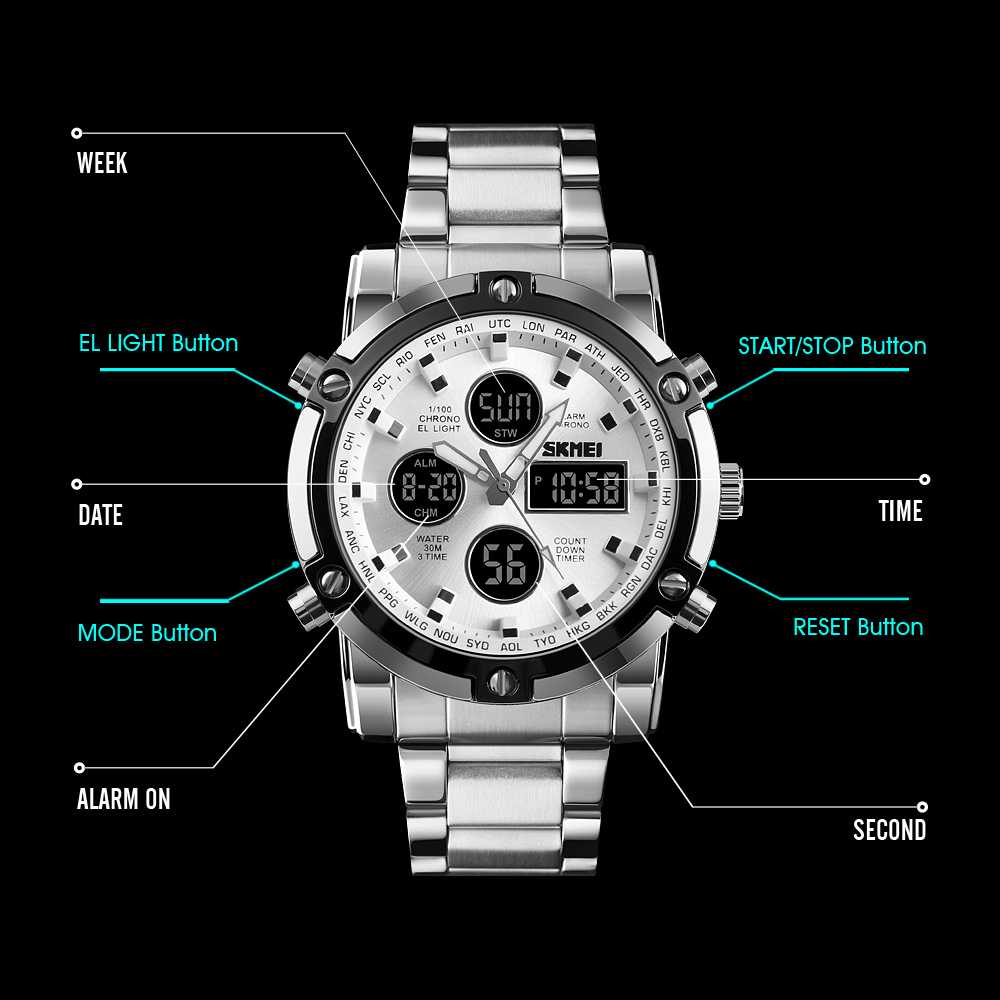 WEEK
EL LIGHT Button
START/STOP Button
DATE
TIME
MODE Button
RESET Button
ALARM ON
SECOND
UTC LON PAR ATH JED THR DXB KBL KHI DEL DAC RGN BKK HKG TYO ADL SYD NOU WLG PPG HNL ANC LAX DEN CHI NYC SCL RIO FEN RAI
SUN
STW
1/100
CHRONO
EL LIGHT
SKMEI
ALM
8-20
CHM
P 10:58
WATER
30M
3 TIME
56
COUNT
DOWN
TIMER